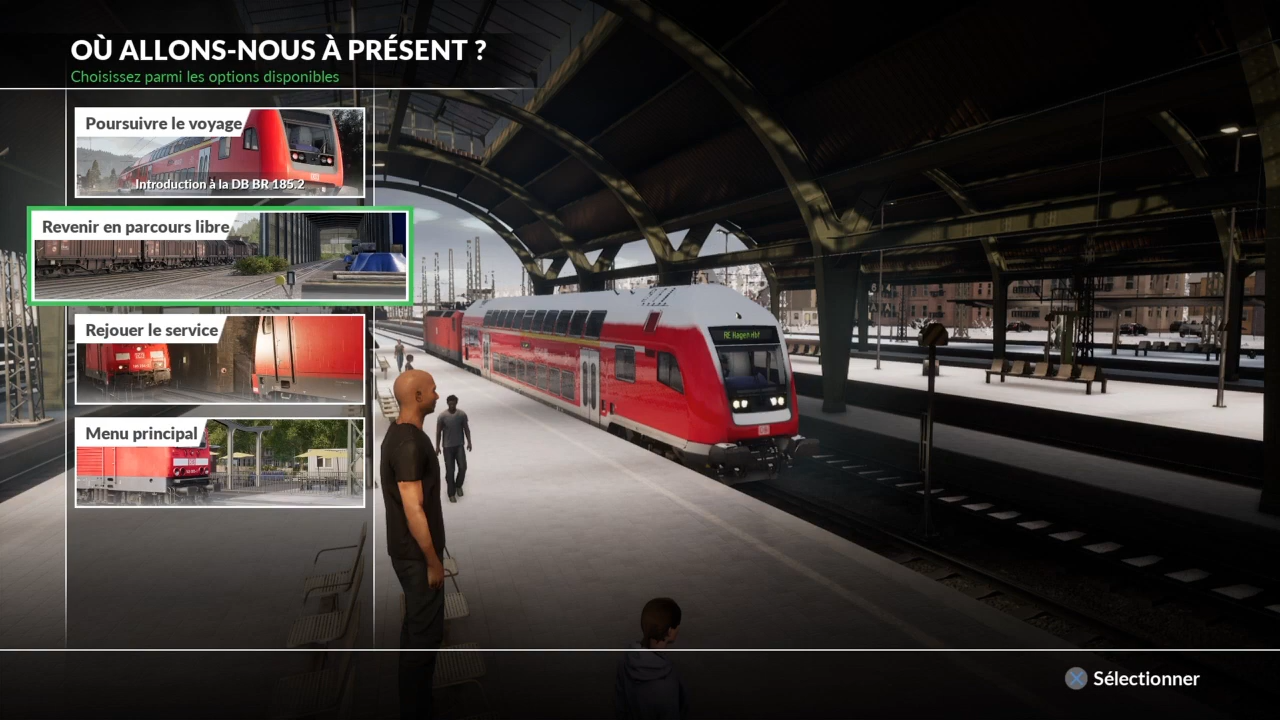 OÙ ALLONS-NOUS À PRÉSENT ?
Choisissez parmi les options disponibles
Poursuivre le voyage
Introduction à la DB BR 185.2
Revenir en parcours libre
Rejouer le service
Menu principal
RE Hagen Hbf
Sélectionner